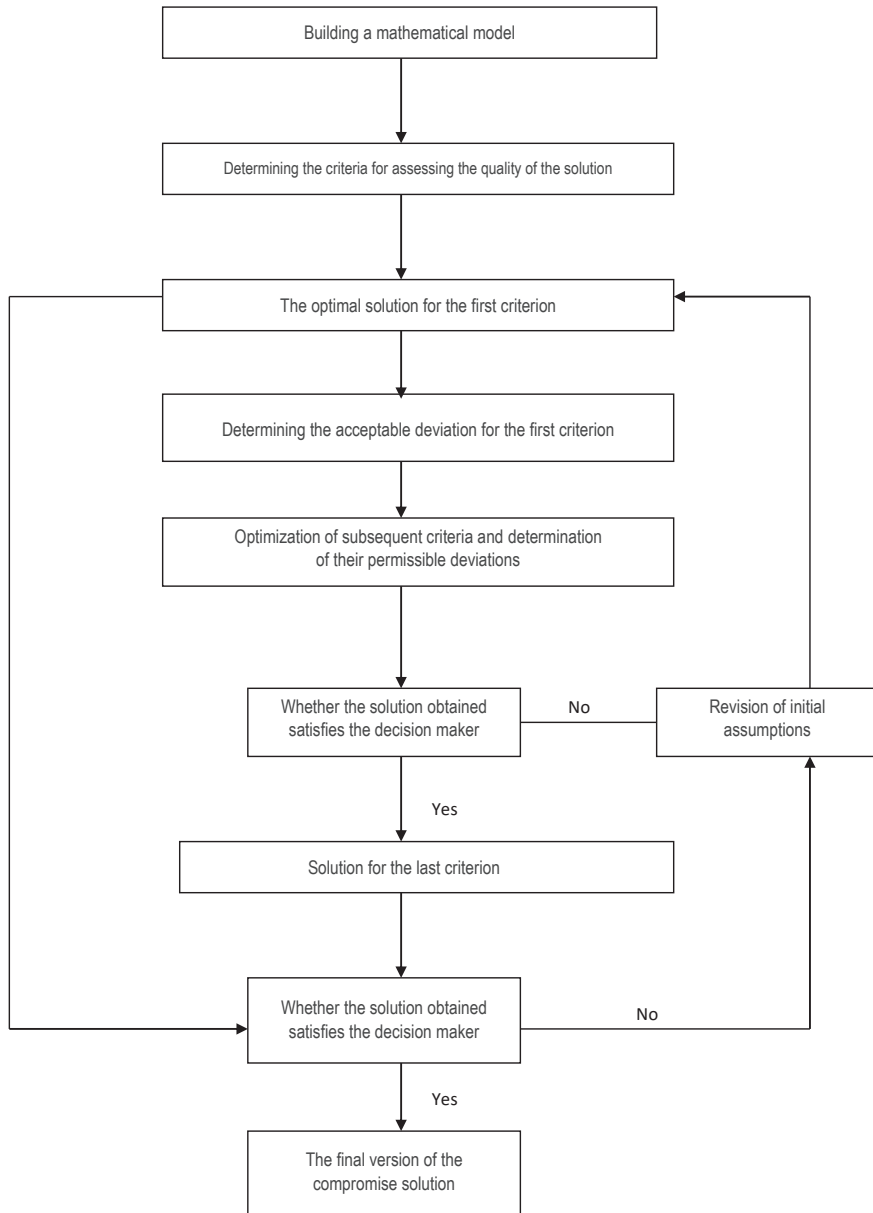 Building a mathematical model
Determining the criteria for assessing the quality of the solution
The optimal solution for the first criterion
Determining the acceptable deviation for the first criterion
Optimization of subsequent criteria and determination
of their permissible deviations
Whether the solution obtained
satisfies the decision maker
No
Revision of initial
assumptions
Yes
Solution for the last criterion
Whether the solution obtained
satisfies the decision maker
No
Yes
The final version of the
compromise solution